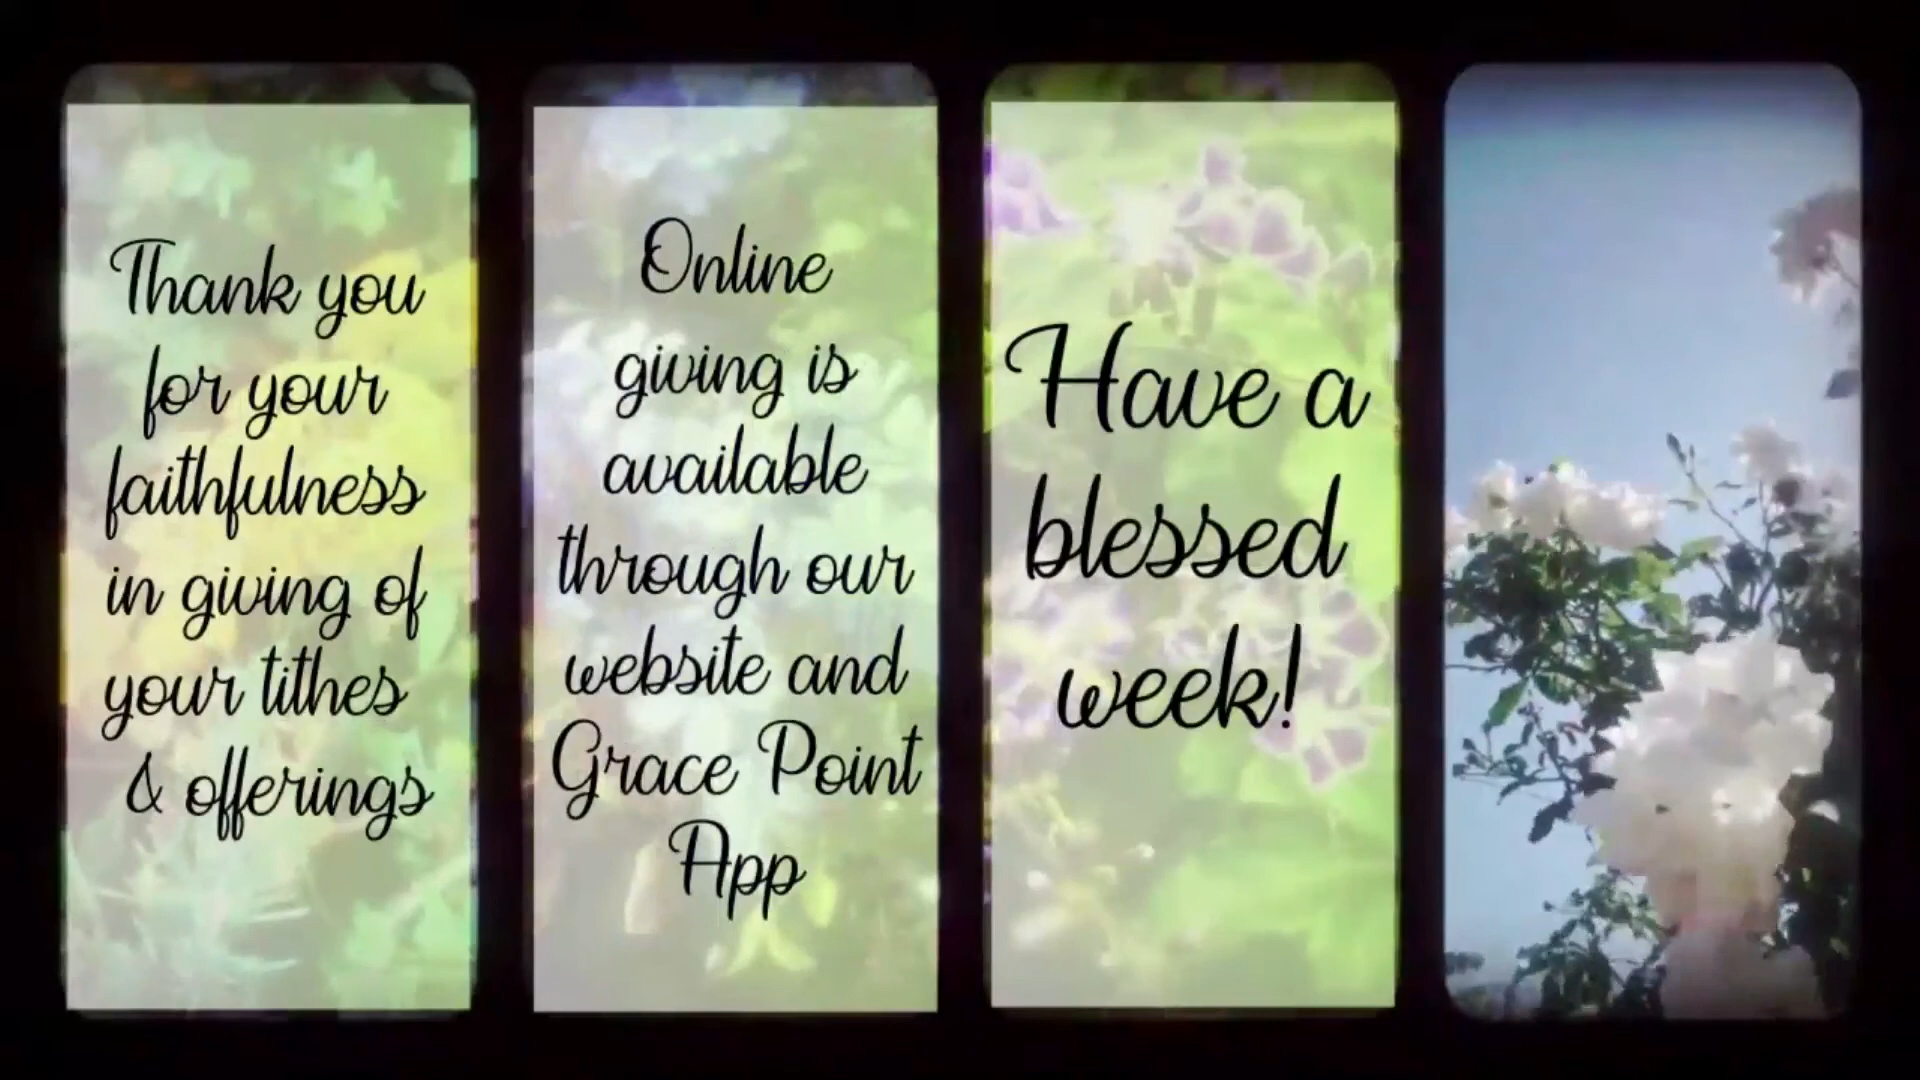 Thank you
for your
faithfulness
in giving of
your tithes
& offerings
Online
giving is
available
through our
website and
Grace Point
App
Have a
blessed
week!